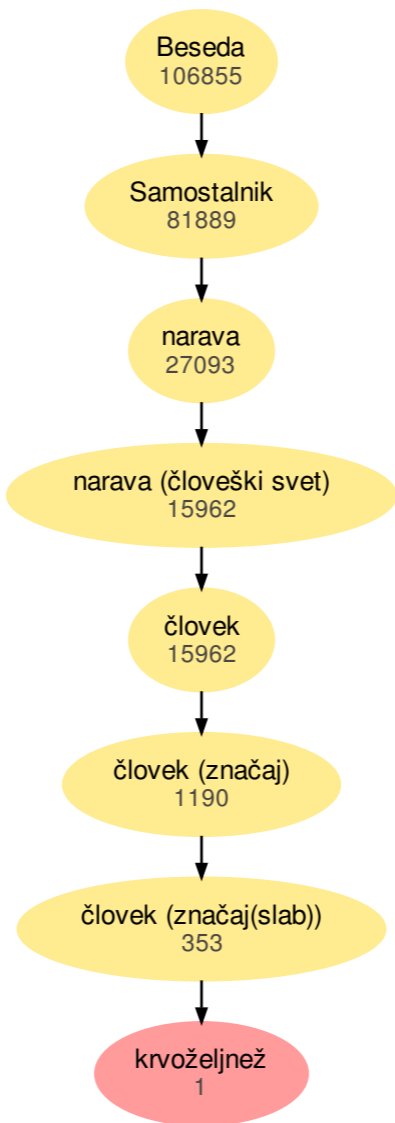 Beseda
106855
Samostalnik
81889
narava
27093
narava (človeški svet)
15962
človek
15962
človek (značaj)
1190
človek (značaj(slab))
353
krvoželjnež
1